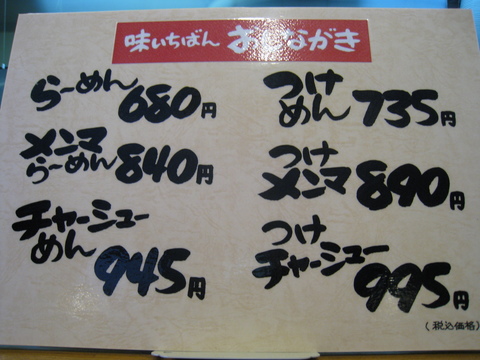 味いちばん おしながき
らーめん 680円
メンマらーめん 840円
チャーシューめん 945円
つけめん 735円
つけメンマ 890円
つけチャーシュー 995円
(税込価格)